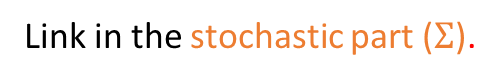 Link in the stochastic part (Σ).